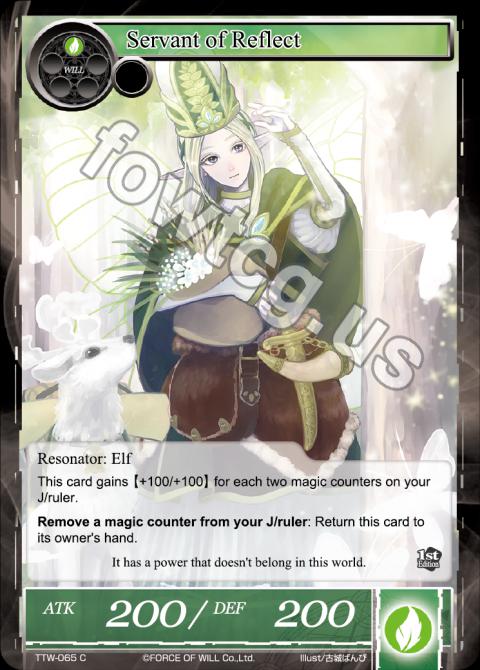 Servant of Reflect
WILL
fowtcg.us
Resonator: Elf
This card gains 【+100/+100】 for each two magic counters on your
J/ruler.
Remove a magic counter from your J/ruler: Return this card to
its owner's hand.
It has a power that doesn't belong in this world.
1st
Edition
ATK 200 / DEF 200
TTW-065 C ©FORCE OF WILL Co.,Ltd. Illust/古城ばんび